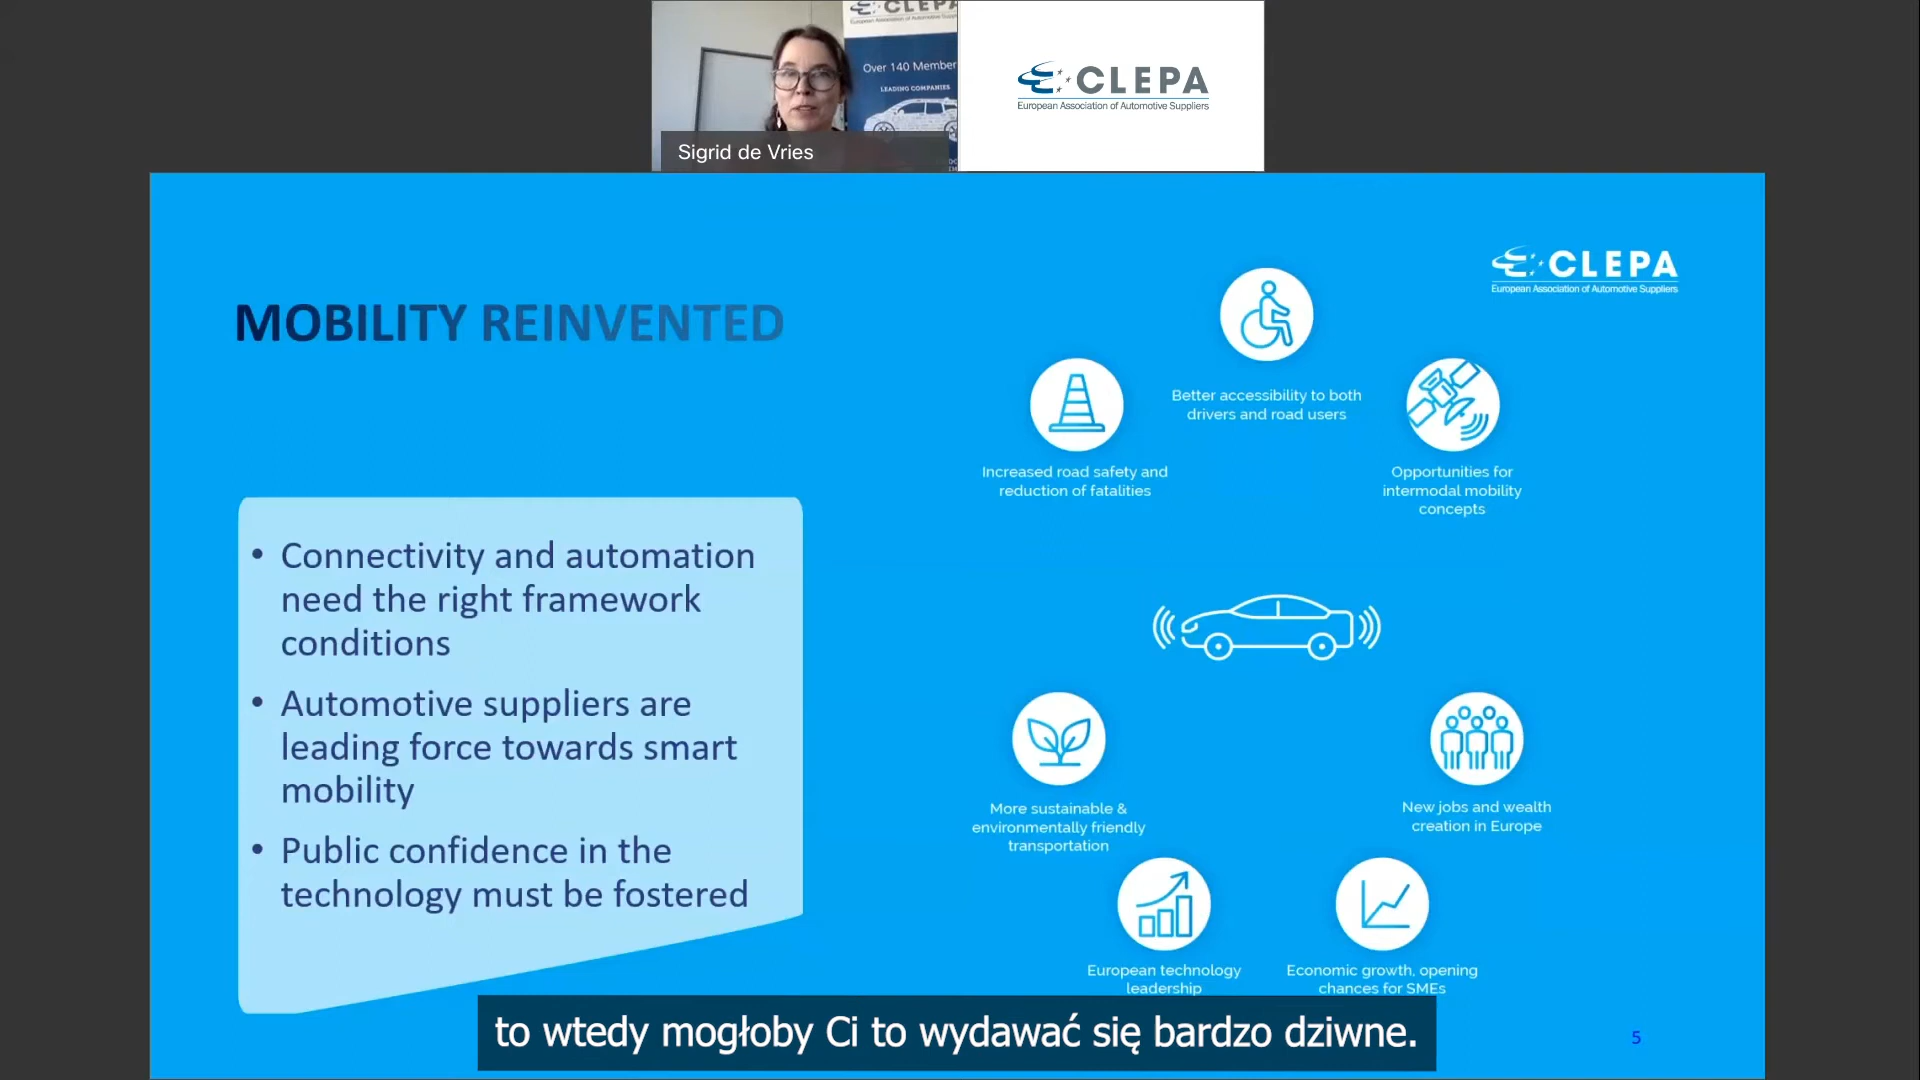 CLEPA
European Association of Automotive Suppliers
Over 140 Member
LEADING COMPANIES
Sigrid de Vries
CLEPA
European Association of Automotive Suppliers
CLEPA
European Association of Automotive Suppliers
MOBILITY REINVENTED
Better accessibility to both
drivers and road users
Increased road safety and
reduction of fatalities
Opportunities for
intermodal mobility
concepts
• Connectivity and automation
need the right framework
conditions
• Automotive suppliers are
leading force towards smart
mobility
• Public confidence in the
technology must be fostered
More sustainable &
environmentally friendly
transportation
New jobs and wealth
creation in Europe
European technology
leadership
Economic growth, opening
chances for SMEs
to wtedy mogłoby Ci to wydawać się bardzo dziwne.
5